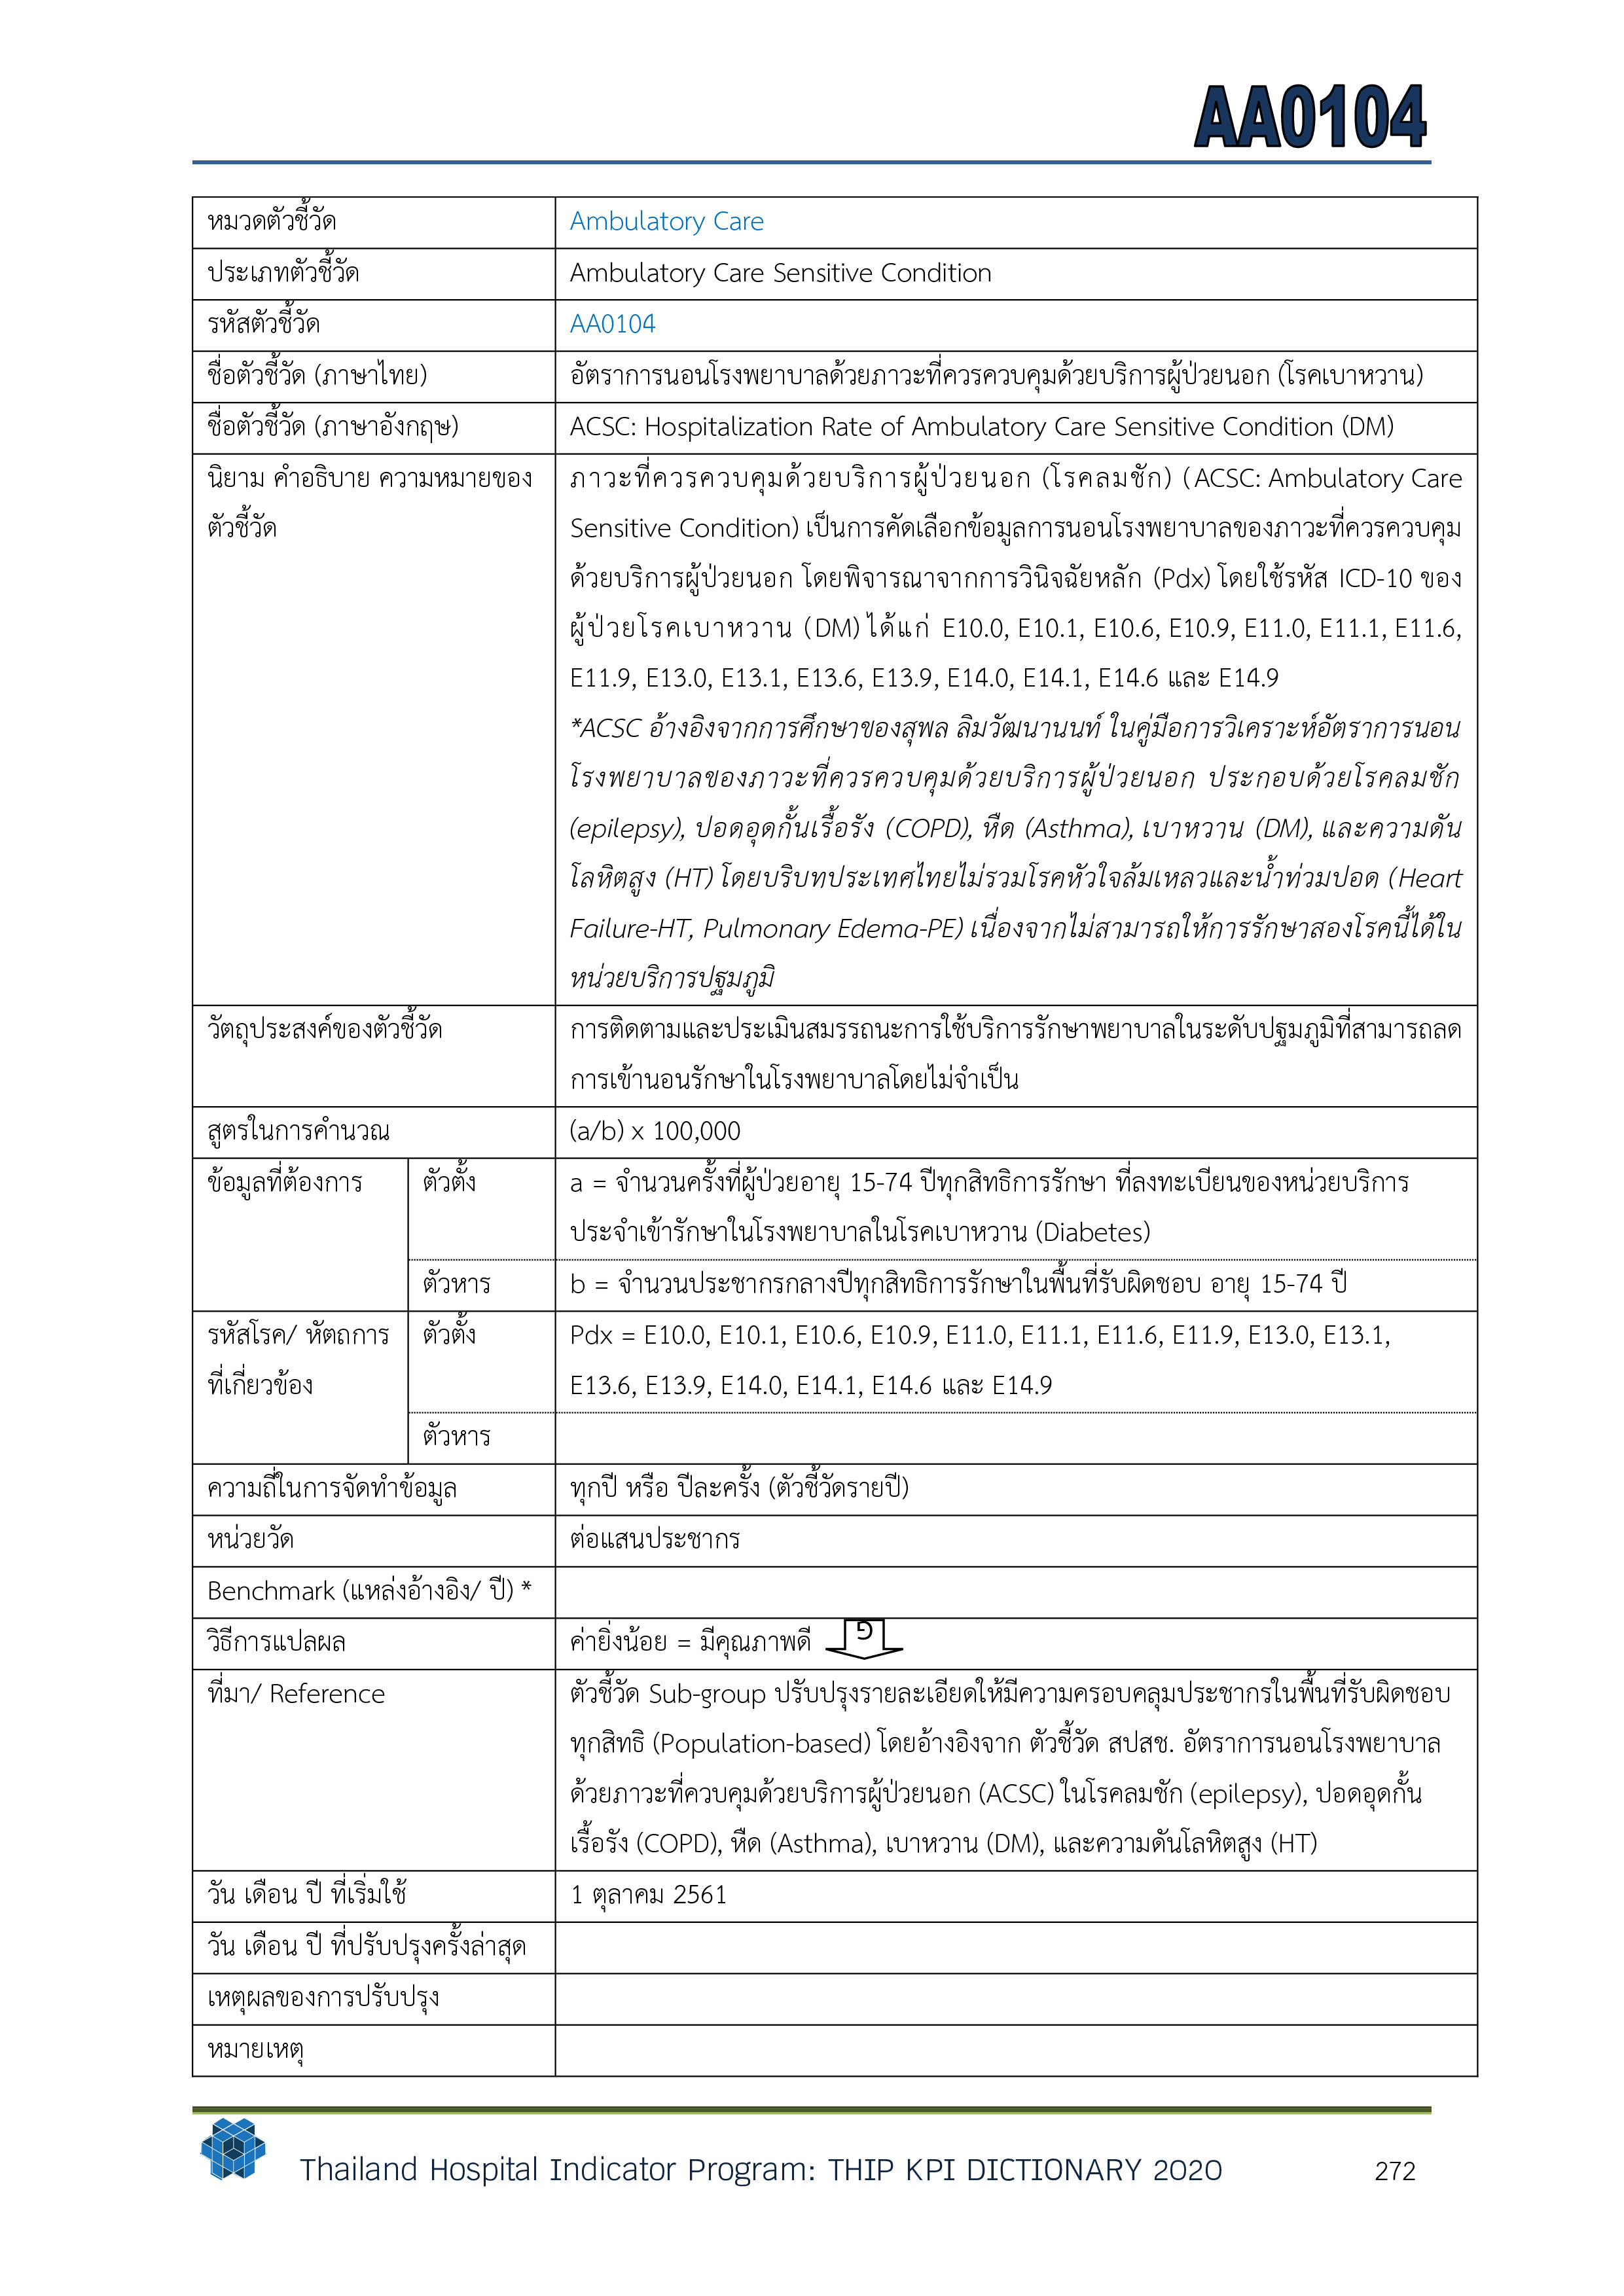 AA0104
หมวดตัวชี้วัด Ambulatory Care
ประเภทตัวชี้วัด Ambulatory Care Sensitive Condition
รหัสตัวชี้วัด AA0104
ชื่อตัวชี้วัด (ภาษาไทย) อัตราการนอนโรงพยาบาลด้วยภาวะที่ควรควบคุมด้วยบริการผู้ป่วยนอก (โรคเบาหวาน)
ชื่อตัวชี้วัด (ภาษาอังกฤษ) ACSC: Hospitalization Rate of Ambulatory Care Sensitive Condition (DM)
นิยาม คำอธิบาย ความหมายของ
ตัวชี้วัด
ภาวะที่ควรควบคุมด้วยบริการผู้ป่วยนอก (โรคลมชัก) (ACSC: Ambulatory Care
Sensitive Condition) เป็นการคัดเลือกข้อมูลการนอนโรงพยาบาลของภาวะที่ควรควบคุม
ด้วยบริการผู้ป่วยนอก โดยพิจารณาจากการวินิจฉัยหลัก (Pdx) โดยใช้รหัส ICD-10 ของ
ผู้ป่วยโรคเบาหวาน (DM) ได้แก่ E10.0, E10.1, E10.6, E10.9, E11.0, E11.1, E11.6,
E11.9, E13.0, E13.1, E13.6, E13.9, E14.0, E14.1, E14.6 และ E14.9
*ACSC อ้างอิงจากการศึกษาของสุพล ลิมวัฒนานนท์ ในคู่มือการวิเคราะห์อัตราการนอน
โรงพยาบาลของภาวะที่ควรควบคุมด้วยบริการผู้ป่วยนอก ประกอบด้วยโรคลมชัก
(epilepsy), ปอดอุดกั้นเรื้อรัง (COPD), หืด (Asthma), เบาหวาน (DM), และความดัน
โลหิตสูง (HT) โดยบริบทประเทศไทยไม่รวมโรคหัวใจล้มเหลวและน้ำท่วมปอด (Heart
Failure-HT, Pulmonary Edema-PE) เนื่องจากไม่สามารถให้การรักษาสองโรคนี้ได้ใน
หน่วยบริการปฐมภูมิ
วัตถุประสงค์ของตัวชี้วัด การติดตามและประเมินสมรรถนะการใช้บริการรักษาพยาบาลในระดับปฐมภูมิที่สามารถลด
การเข้านอนรักษาในโรงพยาบาลโดยไม่จำเป็น
สูตรในการคำนวณ (a/b) x 100,000
ข้อมูลที่ต้องการ ตัวตั้ง a = จำนวนครั้งที่ผู้ป่วยอายุ 15-74 ปีทุกสิทธิการรักษา ที่ลงทะเบียนของหน่วยบริการ
ประจำเข้ารักษาในโรงพยาบาลในโรคเบาหวาน (Diabetes)
ตัวหาร b = จำนวนประชากรกลางปีทุกสิทธิการรักษาในพื้นที่รับผิดชอบ อายุ 15-74 ปี
รหัสโรค/ หัตถการ ตัวตั้ง Pdx = E10.0, E10.1, E10.6, E10.9, E11.0, E11.1, E11.6, E11.9, E13.0, E13.1,
ที่เกี่ยวข้อง E13.6, E13.9, E14.0, E14.1, E14.6 และ E14.9
ตัวหาร
ความถี่ในการจัดทำข้อมูล ทุกปี หรือ ปีละครั้ง (ตัวชี้วัดรายปี)
หน่วยวัด ต่อแสนประชากร
Benchmark (แหล่งอ้างอิง/ ปี) *
วิธีการแปลผล ค่ายิ่งน้อย = มีคุณภาพดี
ที่มา/ Reference ตัวชี้วัด Sub-group ปรับปรุงรายละเอียดให้มีความครอบคลุมประชากรในพื้นที่รับผิดชอบ
ทุกสิทธิ (Population-based) โดยอ้างอิงจาก ตัวชี้วัด สปสช. อัตราการนอนโรงพยาบาล
ด้วยภาวะที่ควบคุมด้วยบริการผู้ป่วยนอก (ACSC) ในโรคลมชัก (epilepsy), ปอดอุดกั้น
เรื้อรัง (COPD), หืด (Asthma), เบาหวาน (DM), และความดันโลหิตสูง (HT)
วัน เดือน ปี ที่เริ่มใช้ 1 ตุลาคม 2561
วัน เดือน ปี ที่ปรับปรุงครั้งล่าสุด
เหตุผลของการปรับปรุง
หมายเหตุ
Thailand Hospital Indicator Program: THIP KPI DICTIONARY 2020 272